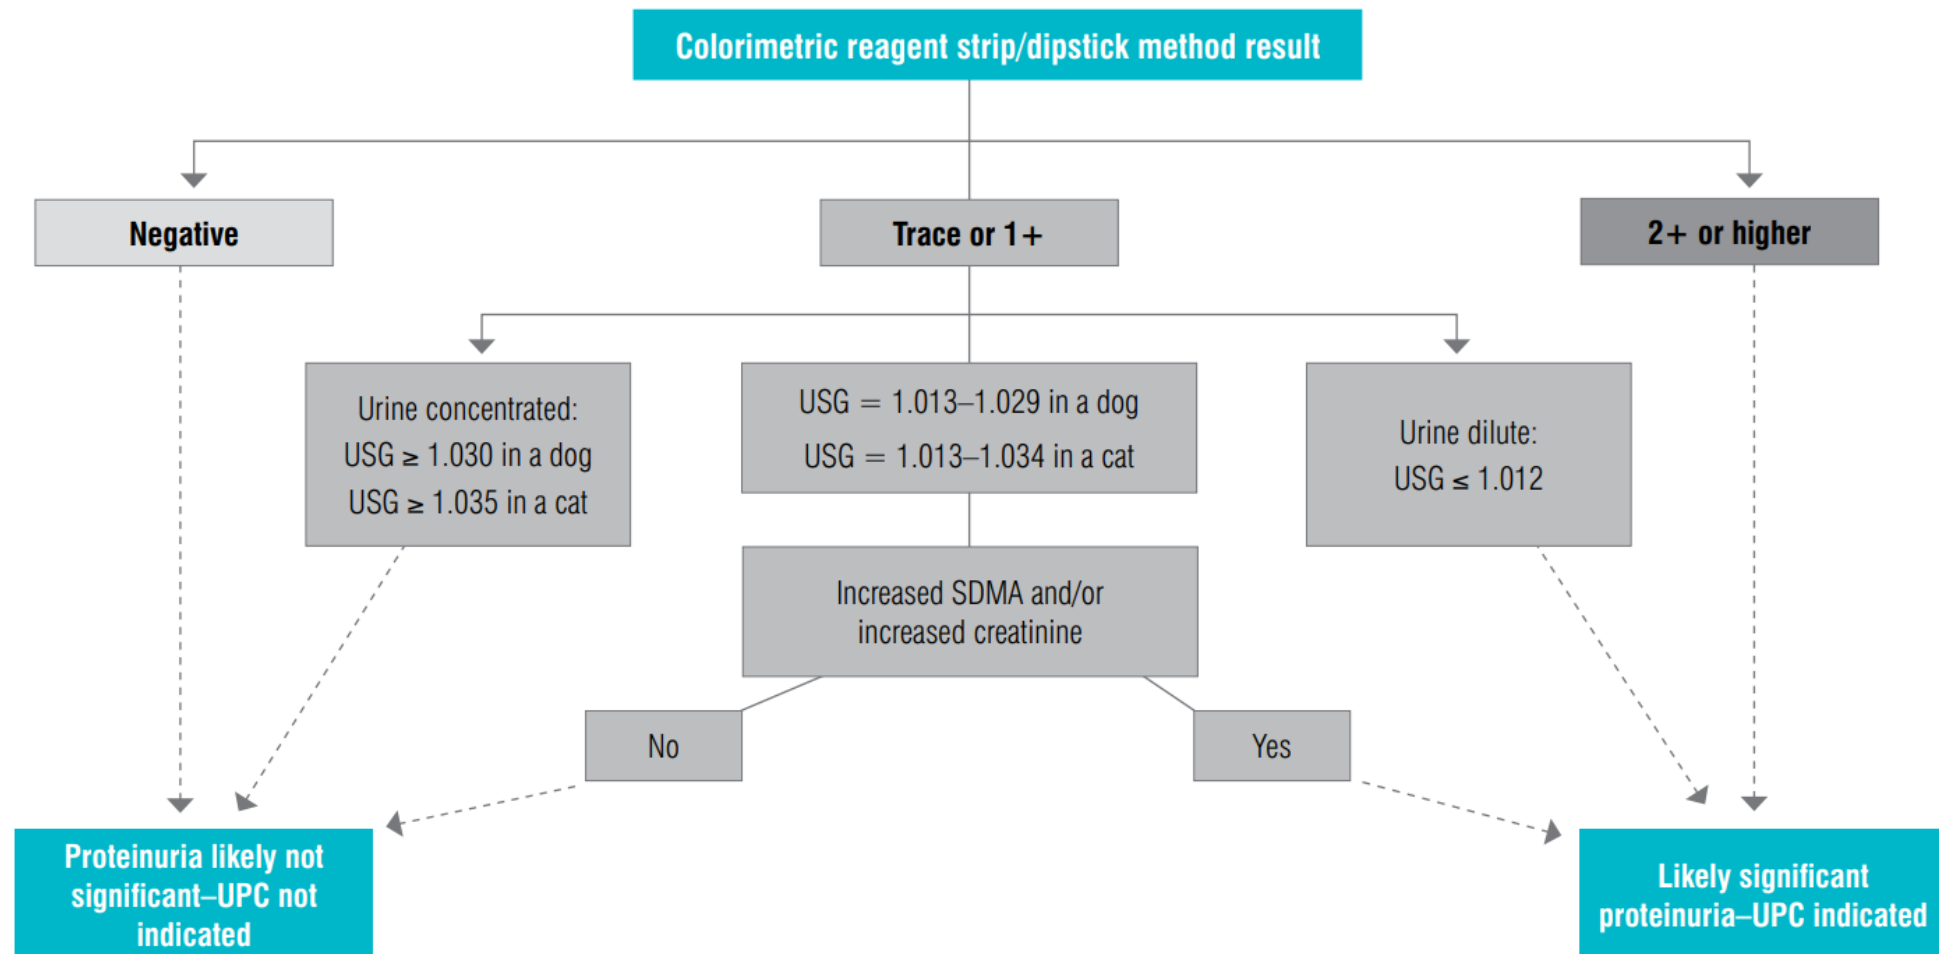 Colorimetric reagent strip/dipstick method result
Negative
Trace or 1+
2+ or higher
Urine concentrated:
USG ≥ 1.030 in a dog
USG ≥ 1.035 in a cat
USG = 1.013–1.029 in a dog
USG = 1.013–1.034 in a cat
Urine dilute:
USG ≤ 1.012
Increased SDMA and/or
increased creatinine
No
Yes
Proteinuria likely not
significant–UPC not
indicated
Likely significant
proteinuria–UPC indicated